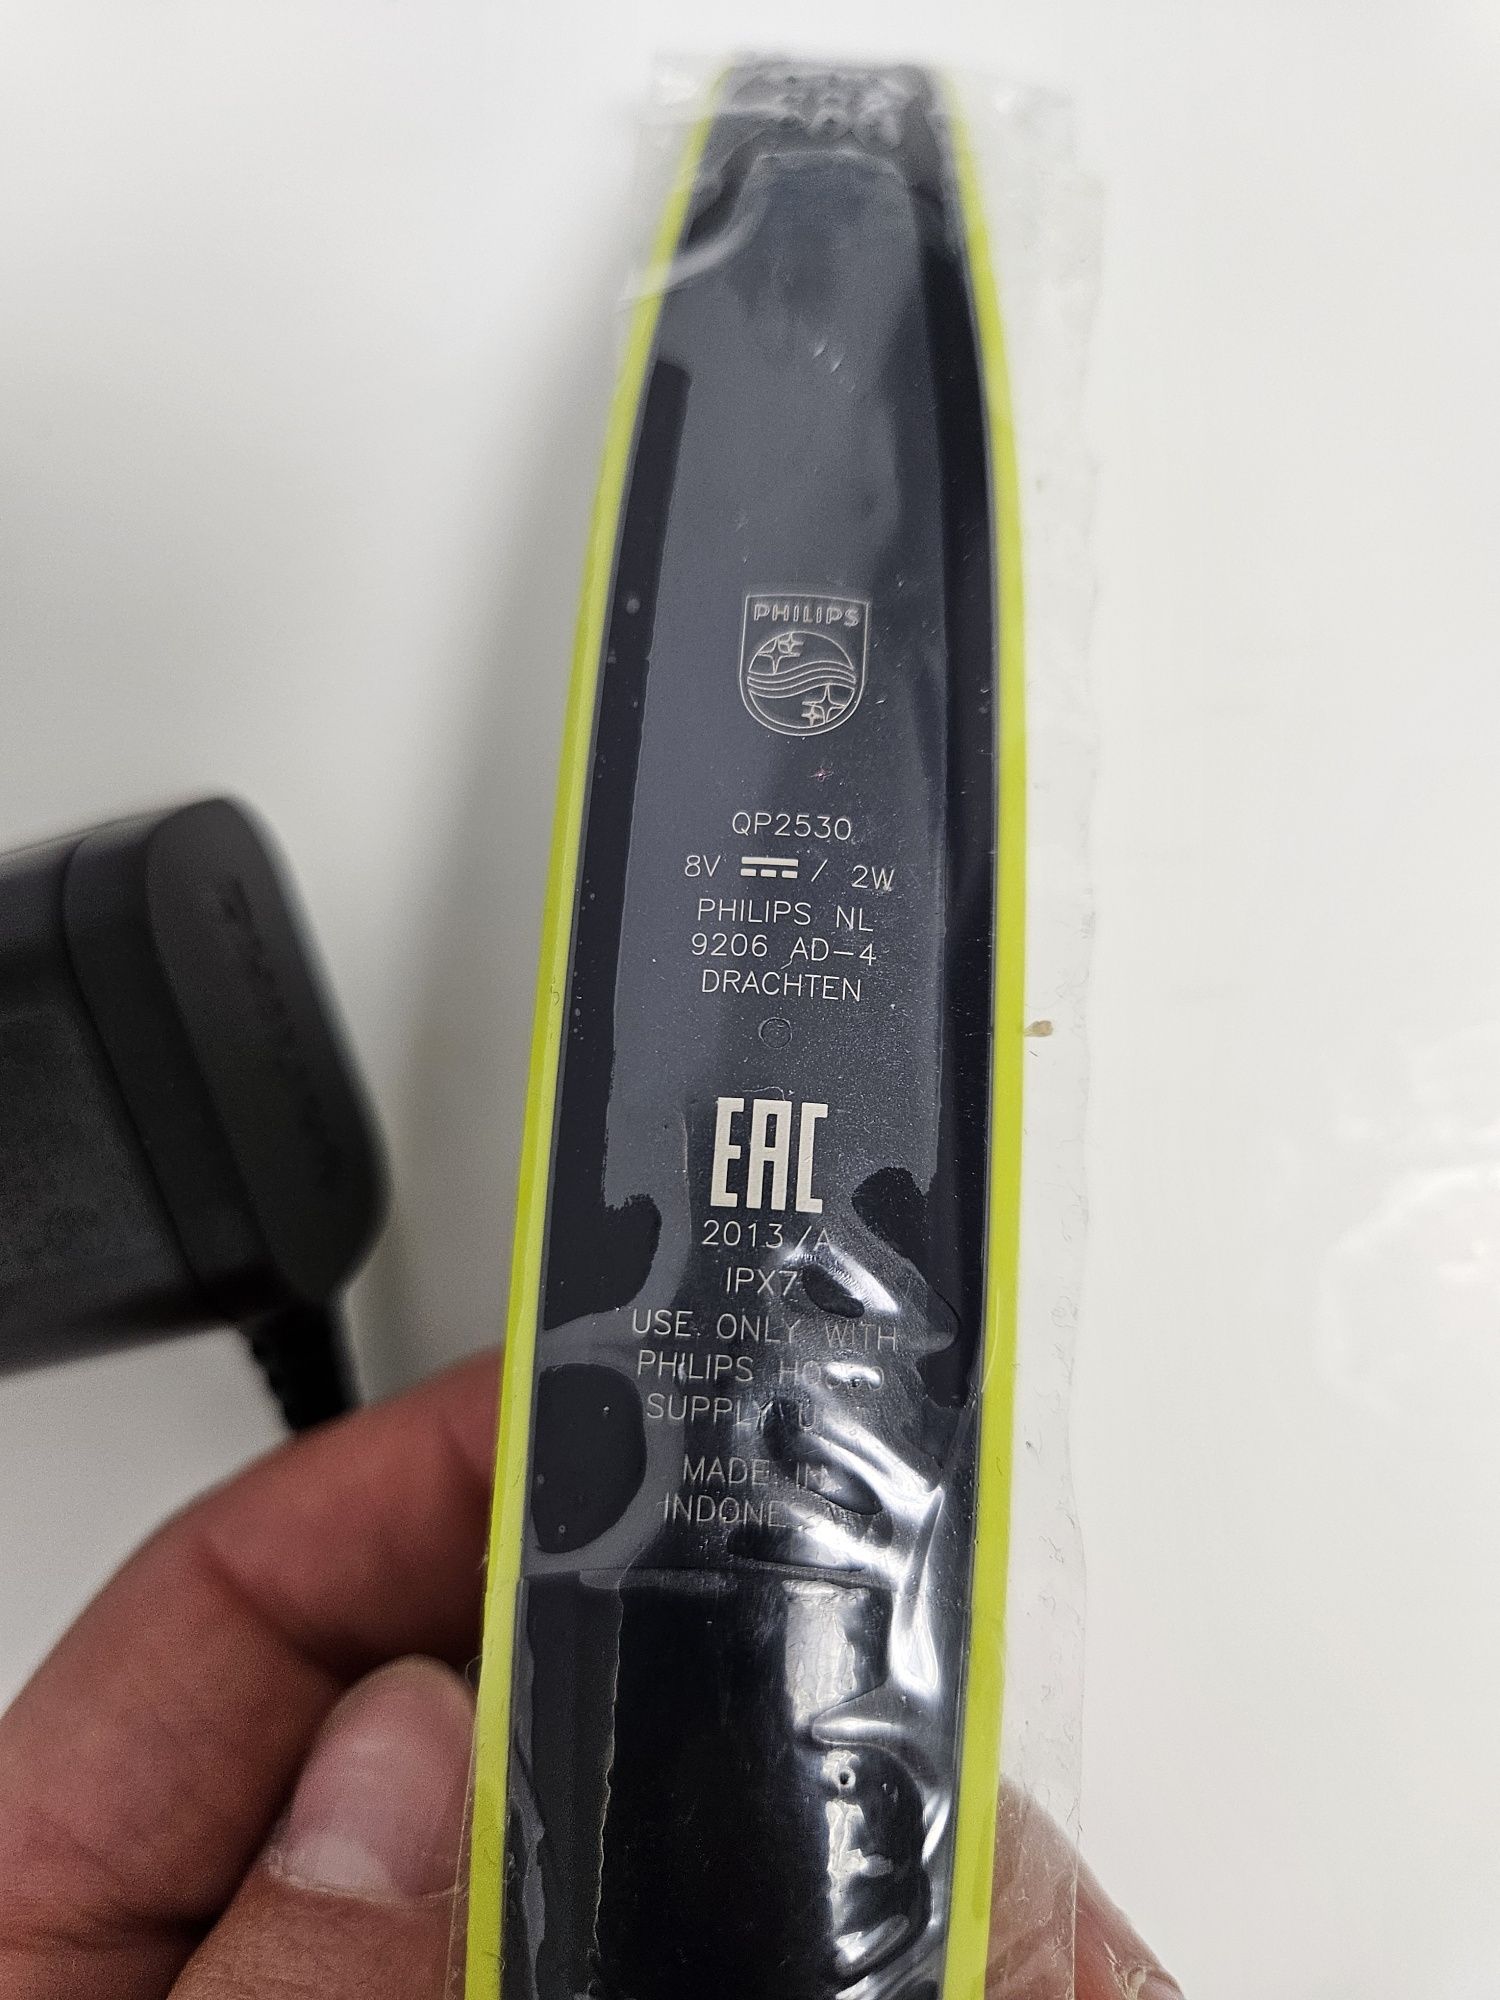 PHILIPS
QP2530
8V ⎓ / 2W
PHILIPS NL
9206 AD-4
DRACHTEN
EAC
2013/A
IPX7
USE ONLY WITH
PHILIPS
SUPPLY
MADE IN